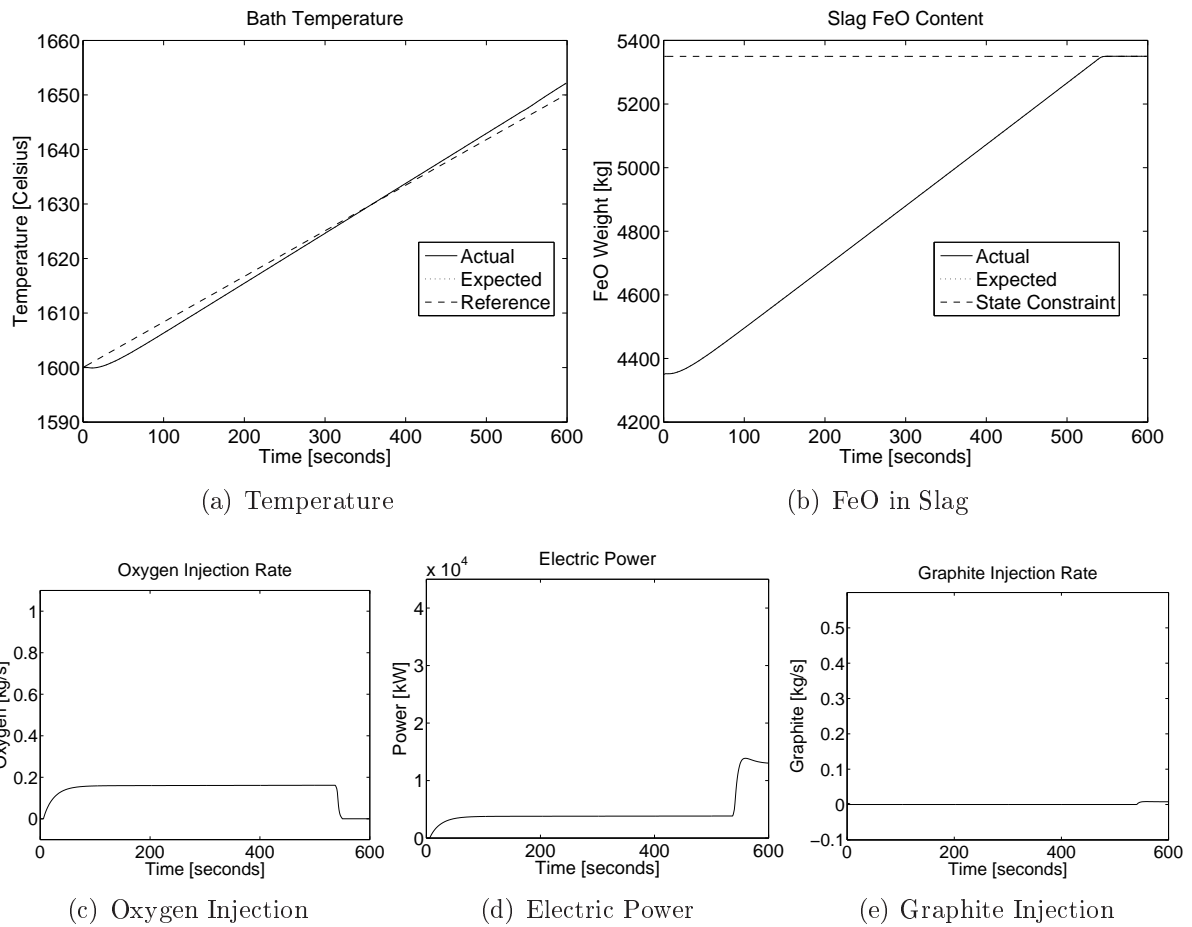 Bath Temperature
1660
1650
1640
1630
1620
1610
1600
1590
Temperature [Celsius]
0 100 200 300 400 500 600
Time [seconds]
Actual
Expected
Reference
(a) Temperature
Slag FeO Content
5400
5200
5000
4800
4600
4400
4200
FeO Weight [kg]
0 100 200 300 400 500 600
Time [seconds]
Actual
Expected
State Constraint
(b) FeO in Slag
Oxygen Injection Rate
1
0.8
0.6
0.4
0.2
0
Oxygen [kg/s]
0 200 400 600
Time [seconds]
(c) Oxygen Injection
Electric Power
x 10^4
4
3
2
1
0
Power [kW]
0 200 400 600
Time [seconds]
(d) Electric Power
Graphite Injection Rate
0.5
0.4
0.3
0.2
0.1
0
−0.1
Graphite [kg/s]
0 200 400 600
Time [seconds]
(e) Graphite Injection